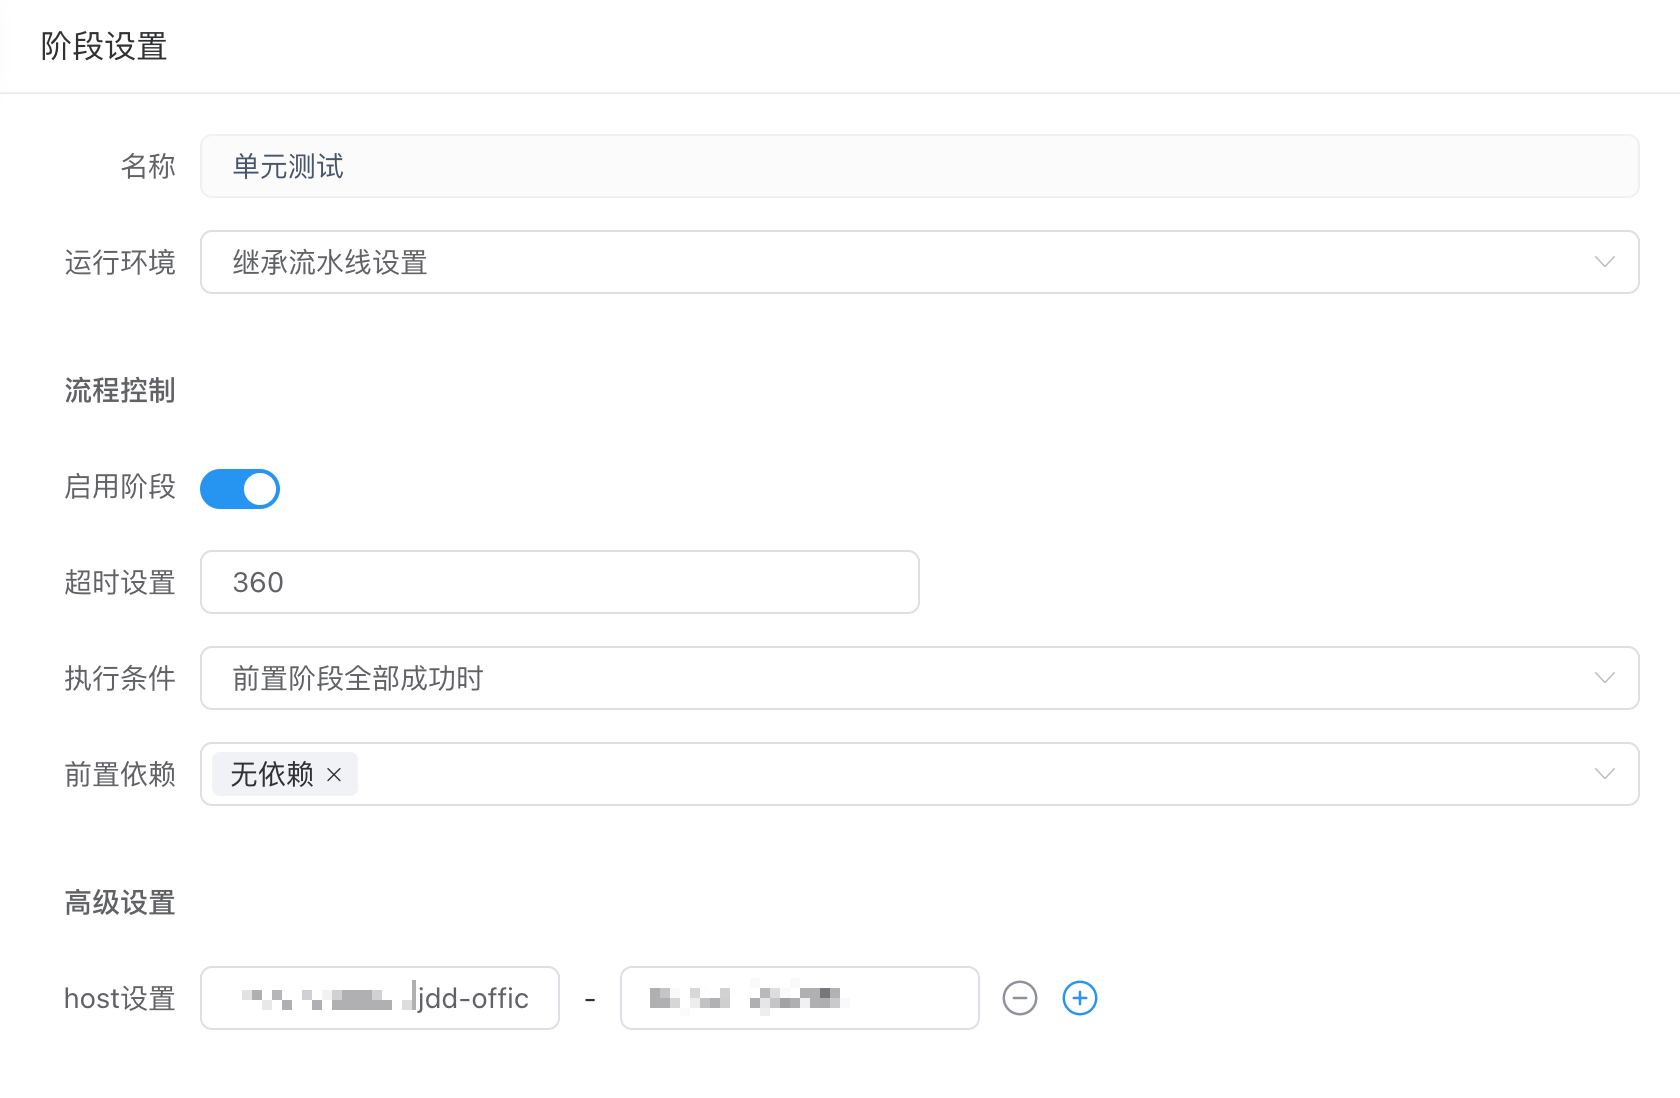 阶段设置
名称 单元测试
运行环境 继承流水线设置
流程控制
启用阶段
超时设置 360
执行条件 前置阶段全部成功时
前置依赖 无依赖 ×
高级设置
host设置 jdd-offic -